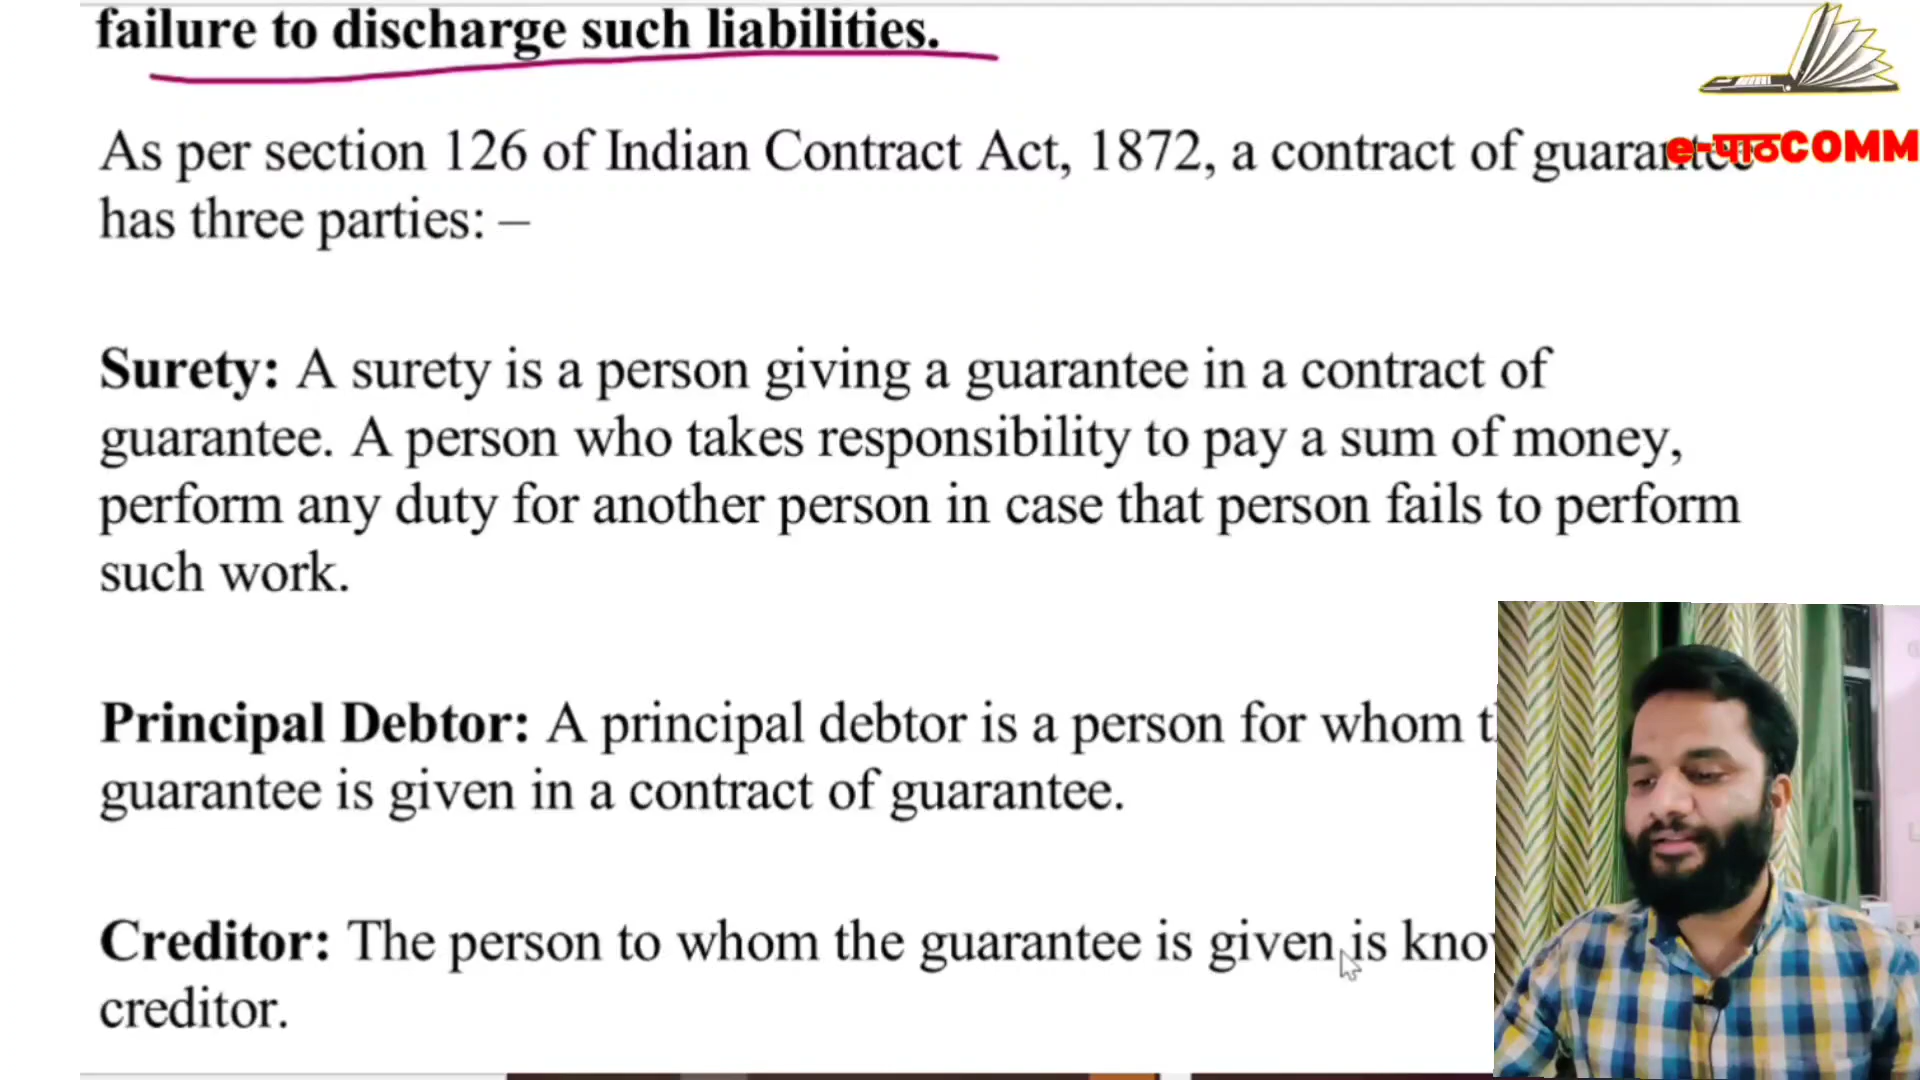 failure to discharge such liabilities.
e-पाठCOMM
As per section 126 of Indian Contract Act, 1872, a contract of guarantee
has three parties: –
Surety: A surety is a person giving a guarantee in a contract of
guarantee. A person who takes responsibility to pay a sum of money,
perform any duty for another person in case that person fails to perform
such work.
Principal Debtor: A principal debtor is a person for whom
guarantee is given in a contract of guarantee.
Creditor: The person to whom the guarantee is given is
creditor.